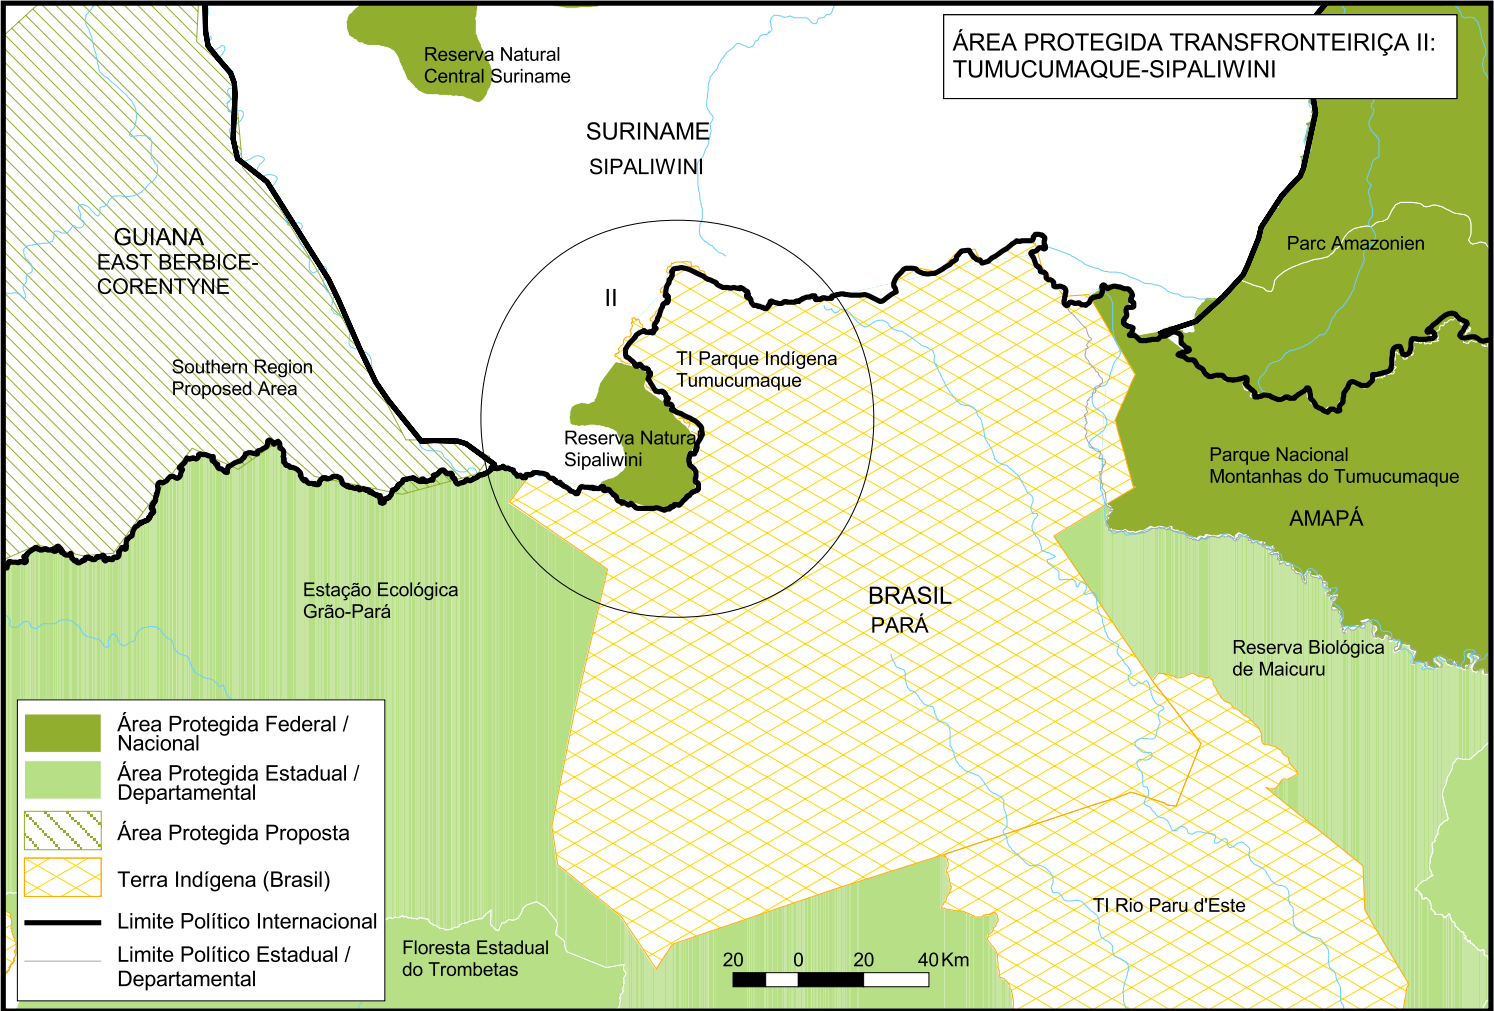 ÁREA PROTEGIDA TRANSFRONTEIRIÇA II:
TUMUCUMAQUE-SIPALIWINI
Reserva Natural
Central Suriname
SURINAME
SIPALIWINI
GUIANA
EAST BERBICE-
CORENTYNE
Parc Amazonien
II
Southern Region
Proposed Area
TI Parque Indígena
Tumucumaque
Reserva Natura
Sipaliwini
Parque Nacional
Montanhas do Tumucumaque
AMAPÁ
Estação Ecológica
Grão-Pará
BRASIL
PARÁ
Reserva Biológica
de Maicuru
Área Protegida Federal /
Nacional
Área Protegida Estadual /
Departamental
Área Protegida Proposta
Terra Indígena (Brasil)
Limite Político Internacional
Limite Político Estadual /
Departamental
TI Rio Paru d'Este
Floresta Estadual
do Trombetas
20 0 20 40 Km